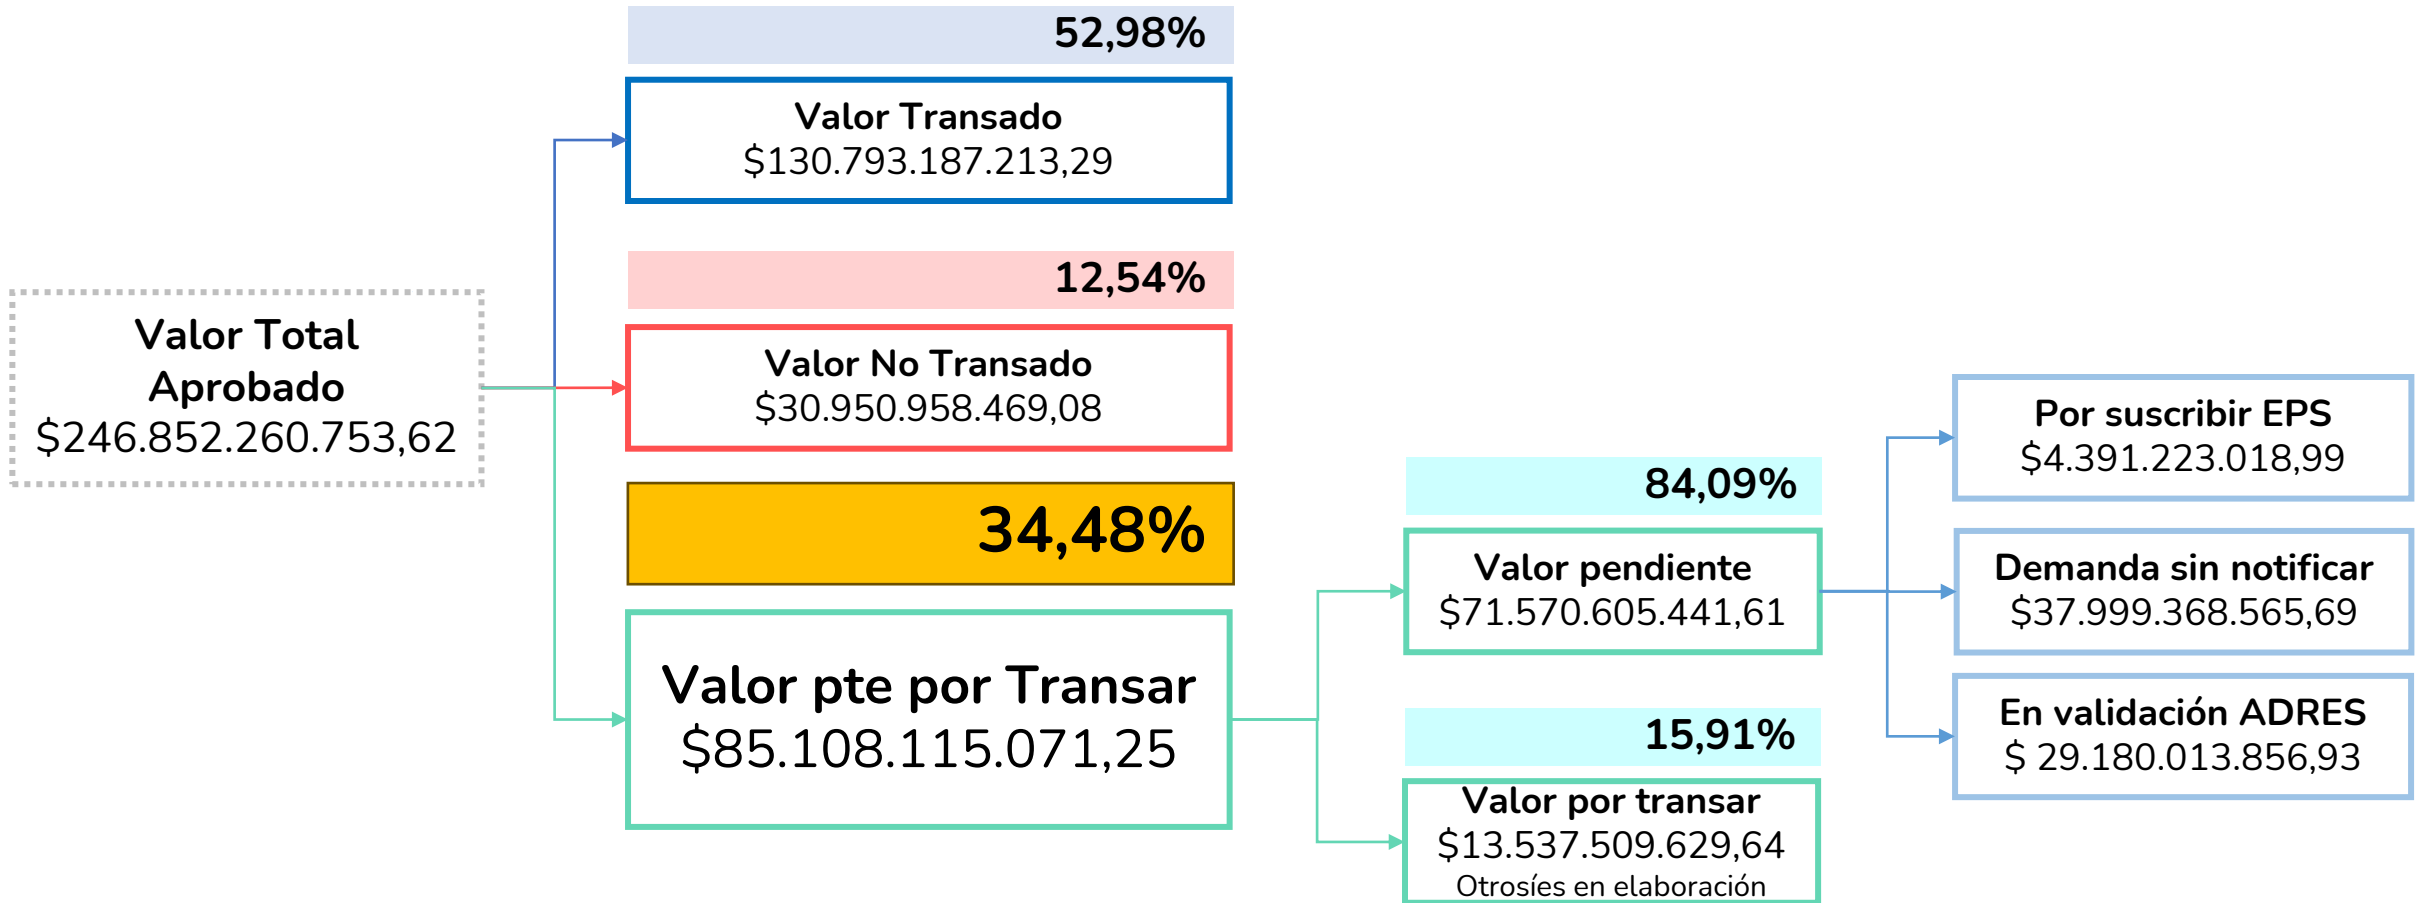 Valor Total
Aprobado
$246.852.260.753,62
52,98%
Valor Transado
$130.793.187.213,29
12,54%
Valor No Transado
$30.950.958.469,08
34,48%
Valor pte por Transar
$85.108.115.071,25
84,09%
Valor pendiente
$71.570.605.441,61
15,91%
Valor por transar
$13.537.509.629,64
Otrosíes en elaboración
Por suscribir EPS
$4.391.223.018,99
Demanda sin notificar
$37.999.368.565,69
En validación ADRES
$ 29.180.013.856,93